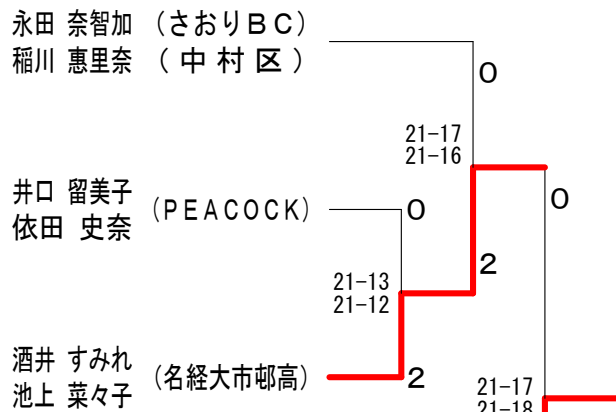 永田 奈智加 (さおりＢＣ)
稲川 惠里奈 (中村区)
0
21-17
21-16
井口 留美子
依田 史奈
(PEACOCK)
0
0
2
21-13
21-12
酒井 すみれ
池上 菜々子
(名経大市邨高)
2
21-17
21-18